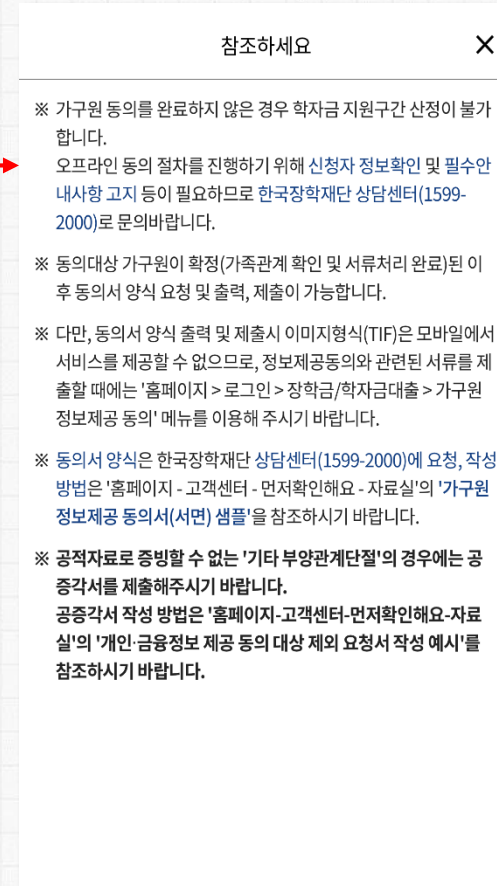 참조하세요
※ 가구원 동의를 완료하지 않은 경우 학자금 지원구간 산정이 불가
합니다.
오프라인 동의 절차를 진행하기 위해 신청자 정보확인 및 필수안
내사항 고지 등이 필요하므로 한국장학재단 상담센터(1599-
2000)로 문의바랍니다.
※ 동의대상 가구원이 확정(가족관계 확인 및 서류처리 완료)된 이
후 동의서 양식 요청 및 출력, 제출이 가능합니다.
※ 다만, 동의서 양식 출력 및 제출시 이미지형식(TIF)은 모바일에서
서비스를 제공할 수 없으므로, 정보제공동의와 관련된 서류를 제
출할 때에는 '홈페이지 > 로그인 > 장학금/학자금대출 > 가구원
정보제공 동의' 메뉴를 이용해 주시기 바랍니다.
※ 동의서 양식은 한국장학재단 상담센터(1599-2000)에 요청, 작성
방법은 '홈페이지 - 고객센터 - 먼저확인해요 - 자료실'의 '가구원
정보제공 동의서(서면) 샘플'을 참조하시기 바랍니다.
※ 공적자료로 증빙할 수 없는 '기타 부양관계단절'의 경우에는 공
증각서를 제출해주시기 바랍니다.
공증각서 작성 방법은 '홈페이지-고객센터-먼저확인해요-자료
실'의 '개인·금융정보 제공 동의 대상 제외 요청서 작성 예시'를
참조하시기 바랍니다.